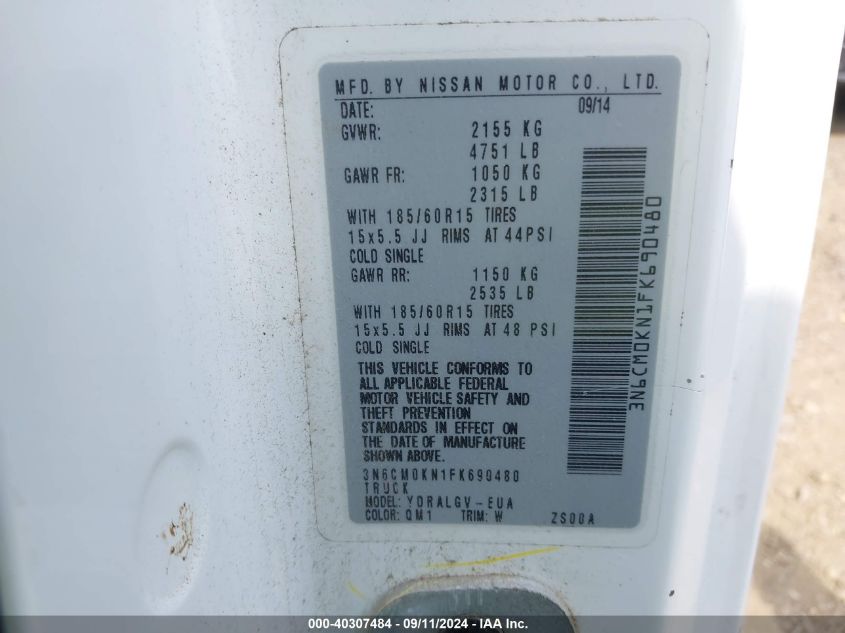 MFD. BY NISSAN MOTOR CO., LTD.
DATE: 09/14
GVWR: 2155 KG
4751 LB
GAWR FR: 1050 KG
2315 LB
WITH 185/60R15 TIRES
15x5.5 JJ RIMS AT 44PSI
COLD SINGLE
GAWR RR: 1150 KG
2535 LB
WITH 185/60R15 TIRES
15x5.5 JJ RIMS AT 48 PSI
COLD SINGLE
THIS VEHICLE CONFORMS TO
ALL APPLICABLE FEDERAL
MOTOR VEHICLE SAFETY AND
THEFT PREVENTION
STANDARDS IN EFFECT ON
THE DATE OF MANUFACTURE
SHOWN ABOVE.
3N6CM0KN1FK690480
TRUCK
MODEL: YDRALGV-EUA
COLOR: QM1 TRIM: W ZS00A
3N6CM0KN1FK690480
000-40307484 - 09/11/2024 - IAA Inc.